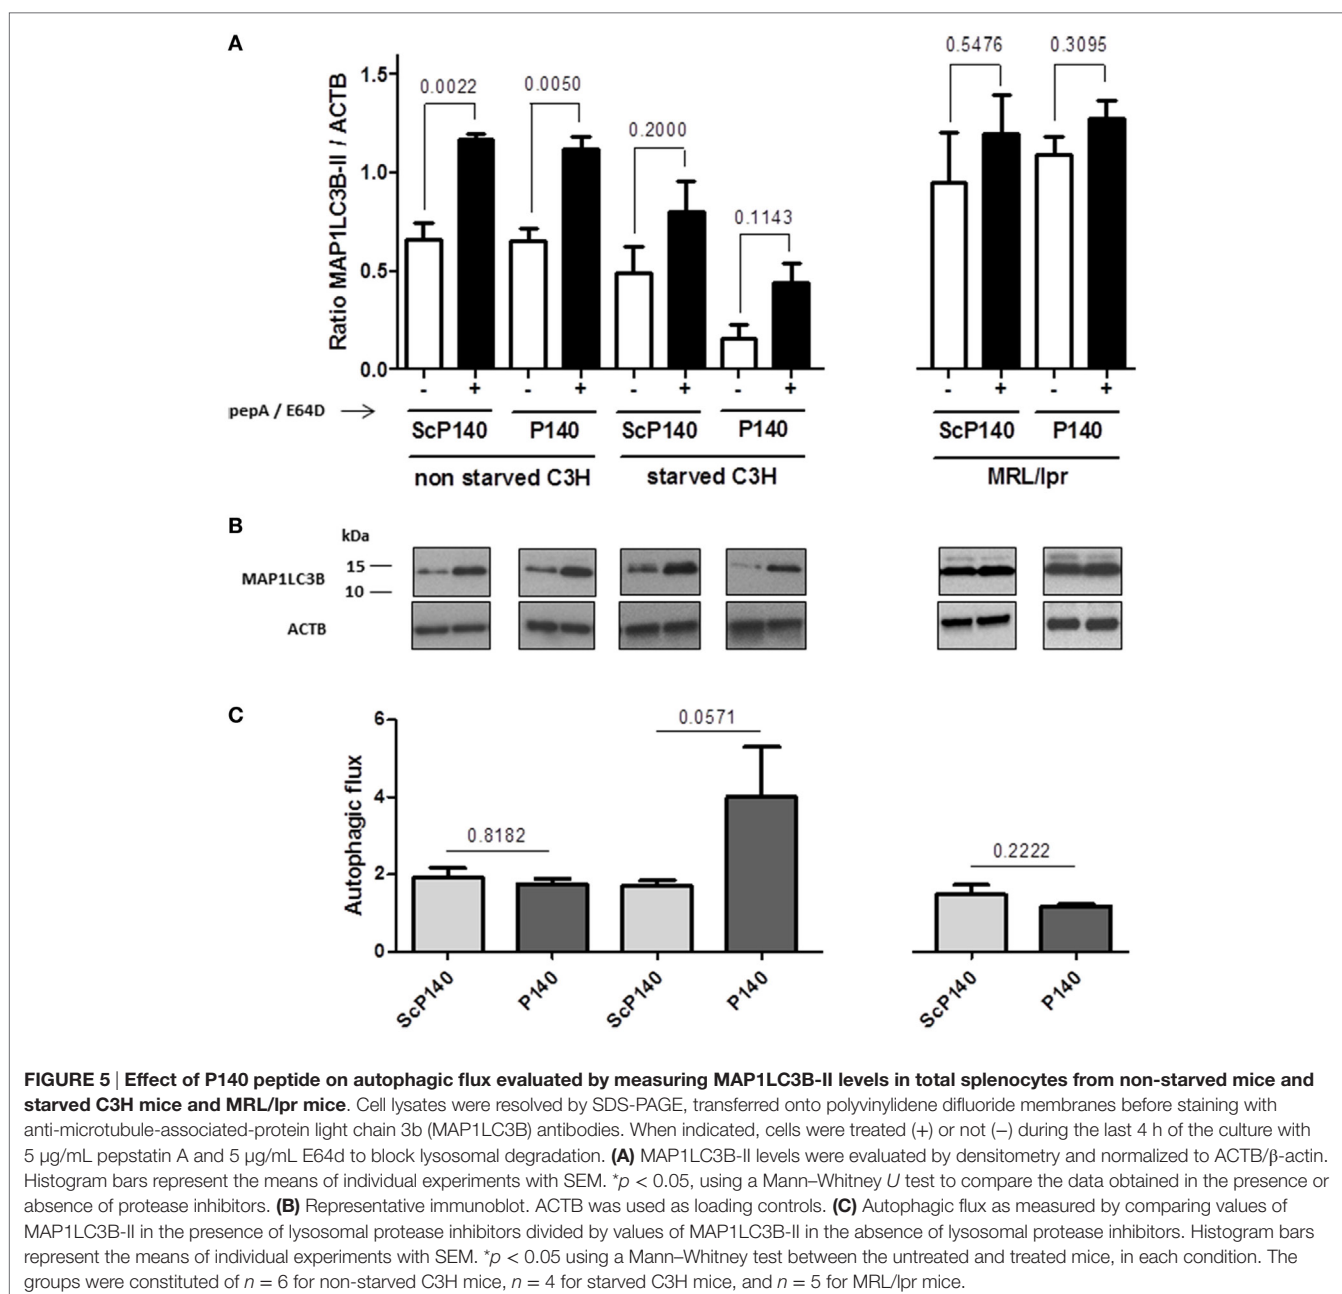 A
0.5476 0.3095
1.5
0.0022 0.0050
0.2000
1.0
0.1143
0.5
0.0
Ratio MAP1LC3B-II / ACTB
- + - + - + - + - + - +
pepA / E64D →
ScP140 P140 ScP140 P140 ScP140 P140
non starved C3H starved C3H MRL/lpr
B
kDa
MAP1LC3B
15
10
ACTB
C
6
0.0571
4
0.8182
0.2222
2
0
Autophagic flux
ScP140 P140 ScP140 P140 ScP140 P140
FIGURE 5 | Effect of P140 peptide on autophagic flux evaluated by measuring MAP1LC3B-II levels in total splenocytes from non-starved mice and
starved C3H mice and MRL/lpr mice. Cell lysates were resolved by SDS-PAGE, transferred onto polyvinylidene difluoride membranes before staining with
anti-microtubule-associated-protein light chain 3b (MAP1LC3B) antibodies. When indicated, cells were treated (+) or not (−) during the last 4 h of the culture with
5 μg/mL pepstatin A and 5 μg/mL E64d to block lysosomal degradation. (A) MAP1LC3B-II levels were evaluated by densitometry and normalized to ACTB/β-actin.
Histogram bars represent the means of individual experiments with SEM. *p < 0.05, using a Mann–Whitney U test to compare the data obtained in the presence or
absence of protease inhibitors. (B) Representative immunoblot. ACTB was used as loading controls. (C) Autophagic flux as measured by comparing values of
MAP1LC3B-II in the presence of lysosomal protease inhibitors divided by values of MAP1LC3B-II in the absence of lysosomal protease inhibitors. Histogram bars
represent the means of individual experiments with SEM. *p < 0.05 using a Mann–Whitney test between the untreated and treated mice, in each condition. The
groups were constituted of n = 6 for non-starved C3H mice, n = 4 for starved C3H mice, and n = 5 for MRL/lpr mice.